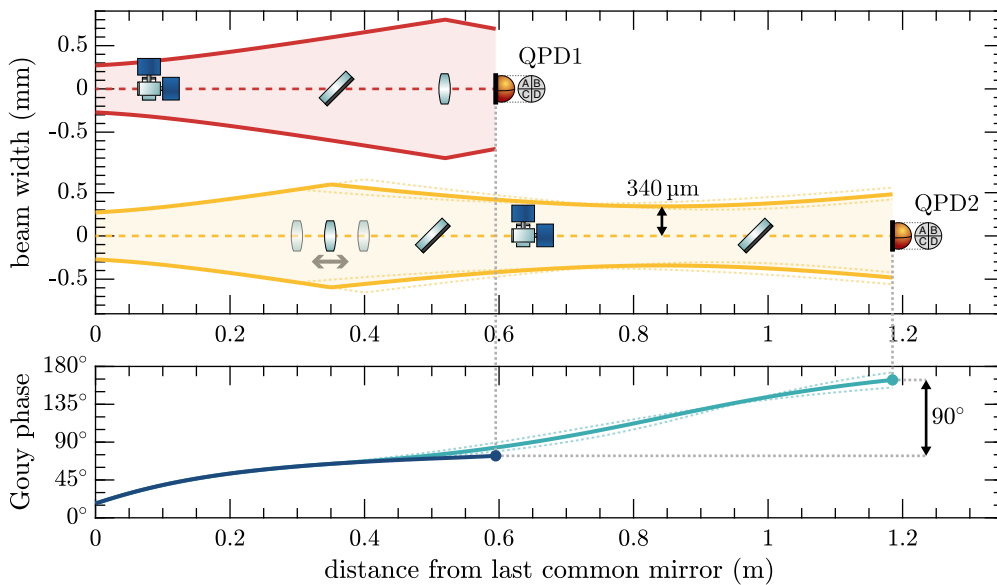 0.5
0
-0.5
beam width (mm)
QPD1
A B
C D
0.5
0
-0.5
340 µm
QPD2
A B
C D
0 0.2 0.4 0.6 0.8 1 1.2
180°
135°
90°
45°
0°
Gouy phase
90°
0 0.2 0.4 0.6 0.8 1 1.2
distance from last common mirror (m)